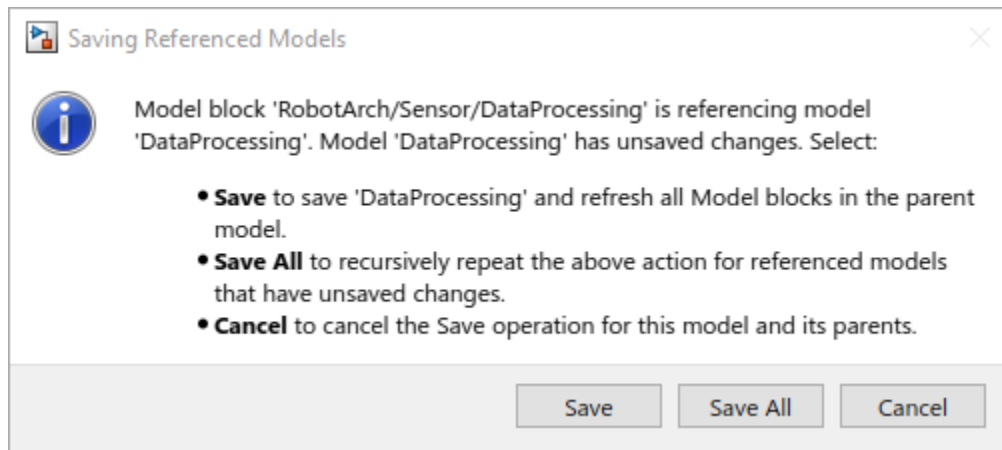 Saving Referenced Models
Model block 'RobotArch/Sensor/DataProcessing' is referencing model
'DataProcessing'. Model 'DataProcessing' has unsaved changes. Select:
• Save to save 'DataProcessing' and refresh all Model blocks in the parent
model.
• Save All to recursively repeat the above action for referenced models
that have unsaved changes.
• Cancel to cancel the Save operation for this model and its parents.
Save Save All Cancel